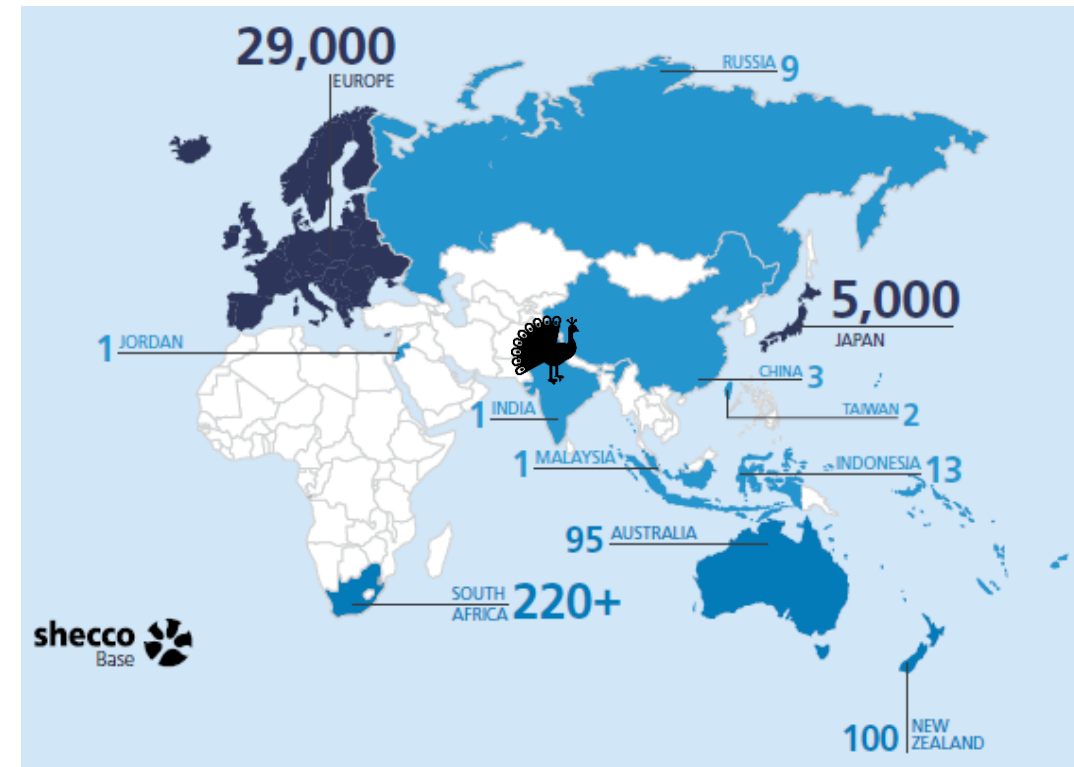 29,000
EUROPE
RUSSIA 9
5,000
JAPAN
1 JORDAN
CHINA 3
1 INDIA
TAIWAN 2
1 MALAYSIA
INDONESIA 13
95 AUSTRALIA
SOUTH
AFRICA 220+
shecco
Base
100 NEW
ZEALAND